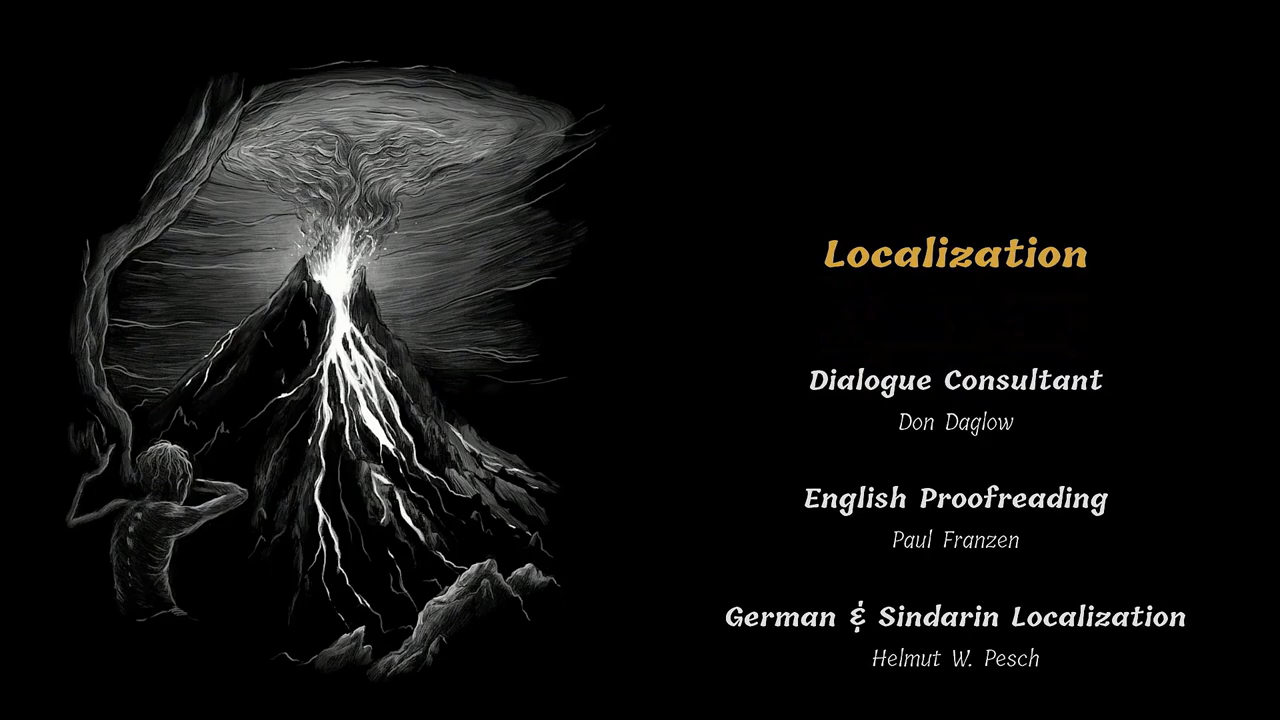 Localization
Dialogue Consultant
Don Daglow
English Proofreading
Paul Franzen
German & Sindarin Localization
Helmut W. Pesch